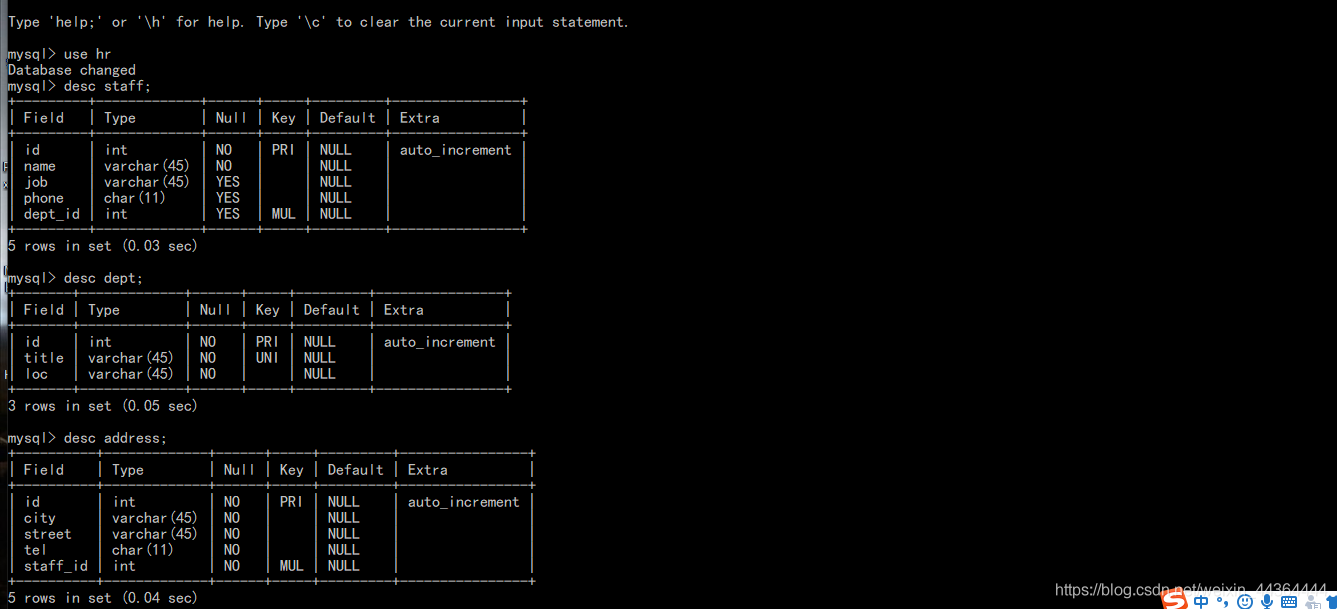 Type 'help;' or '\h' for help. Type '\c' to clear the current input statement.
mysql> use hr
Database changed
mysql> desc staff;
+---------+-------------+------+-----+---------+----------------+
| Field | Type | Null | Key | Default | Extra |
+---------+-------------+------+-----+---------+----------------+
| id | int | NO | PRI | NULL | auto_increment |
| name | varchar(45) | NO | | NULL | |
| job | varchar(45) | YES | | NULL | |
| phone | char(11) | YES | | NULL | |
| dept_id | int | YES | MUL | NULL | |
+---------+-------------+------+-----+---------+----------------+
5 rows in set (0.03 sec)
mysql> desc dept;
+-------+-------------+------+-----+---------+----------------+
| Field | Type | Null | Key | Default | Extra |
+-------+-------------+------+-----+---------+----------------+
| id | int | NO | PRI | NULL | auto_increment |
| title | varchar(45) | NO | UNI | NULL | |
| loc | varchar(45) | NO | | NULL | |
+-------+-------------+------+-----+---------+----------------+
3 rows in set (0.05 sec)
mysql> desc address;
+----------+-------------+------+-----+---------+----------------+
| Field | Type | Null | Key | Default | Extra |
+----------+-------------+------+-----+---------+----------------+
| id | int | NO | PRI | NULL | auto_increment |
| city | varchar(45) | NO | | NULL | |
| street | varchar(45) | NO | | NULL | |
| tel | char(11) | NO | | NULL | |
| staff_id | int | NO | MUL | NULL | |
+----------+-------------+------+-----+---------+----------------+
5 rows in set (0.04 sec)
https://blog.csdn.net/weixin_44364444
S 中